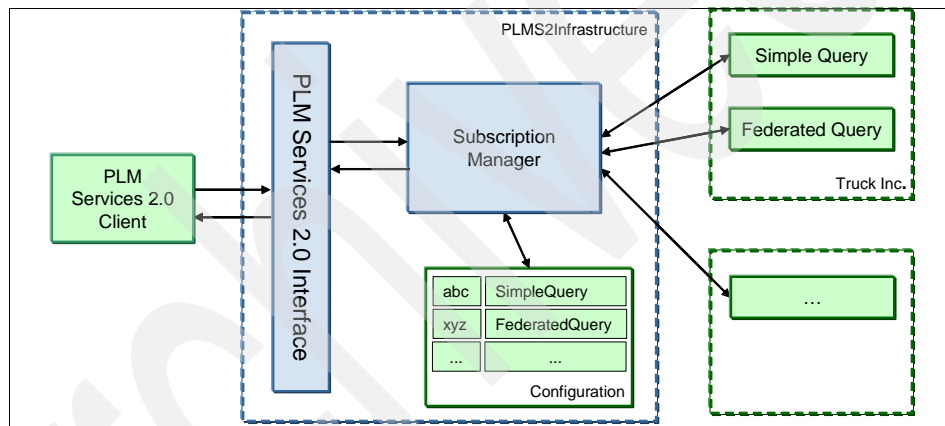 PLMS2Infrastructure
PLM
Services 2.0
Client
PLM Services 2.0 Interface
Subscription
Manager
abc SimpleQuery
xyz FederatedQuery
... ...
Configuration
Simple Query
Federated Query
Truck Inc.
...